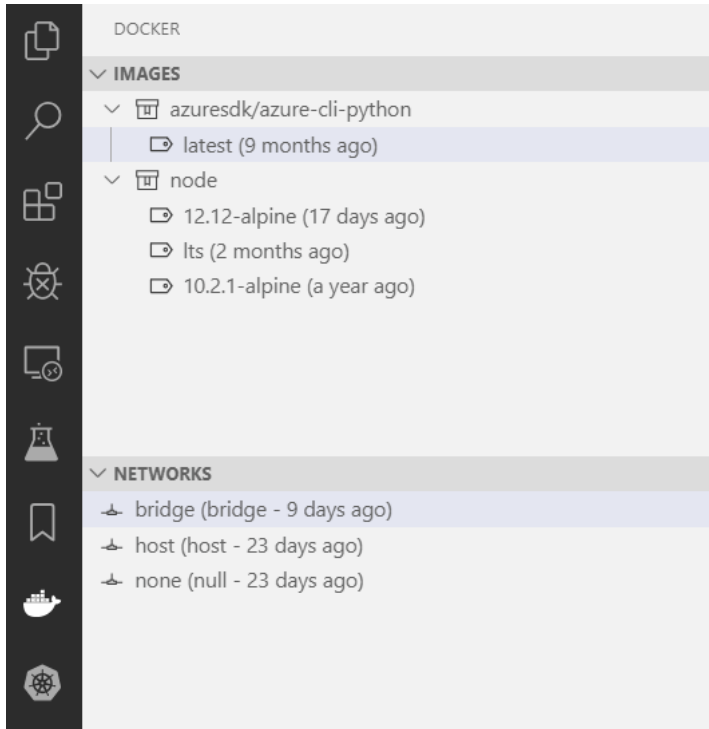 DOCKER
IMAGES
azuresdk/azure-cli-python
latest (9 months ago)
node
12.12-alpine (17 days ago)
lts (2 months ago)
10.2.1-alpine (a year ago)
NETWORKS
bridge (bridge - 9 days ago)
host (host - 23 days ago)
none (null - 23 days ago)